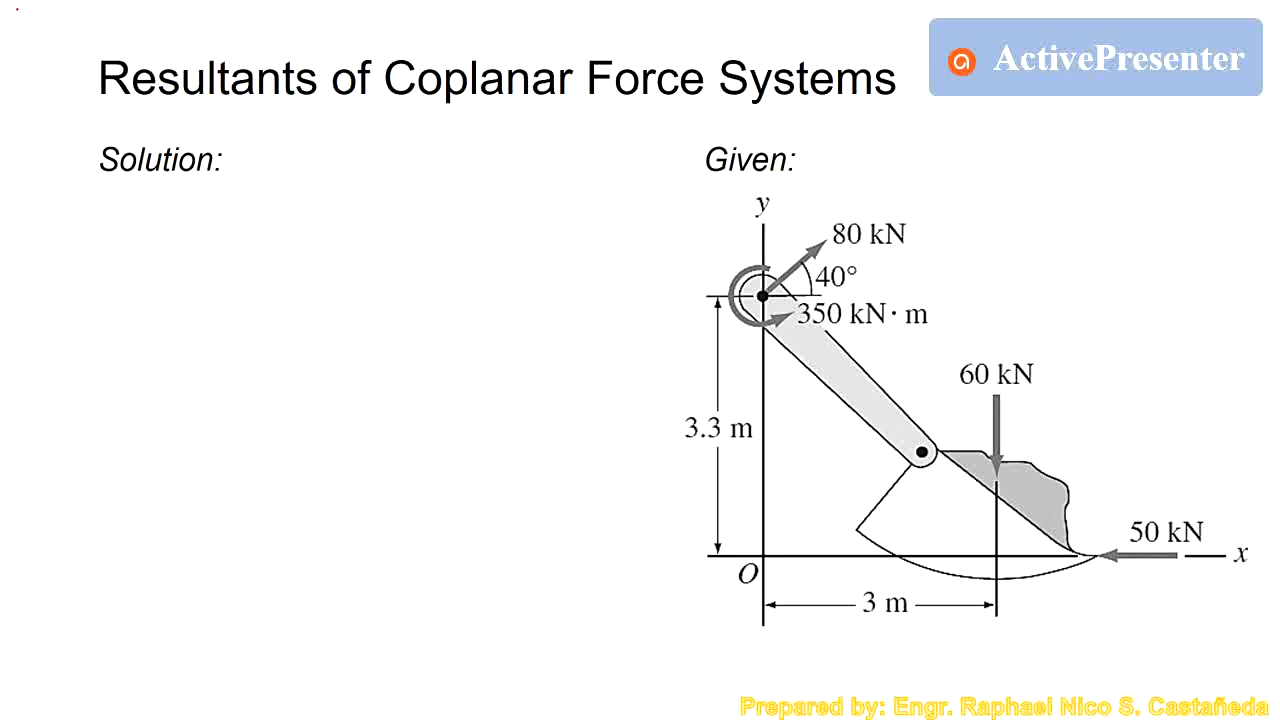 Resultants of Coplanar Force Systems
ActivePresenter
Solution:
Given:
y
80 kN
40°
350 kN · m
60 kN
3.3 m
50 kN
x
O
3 m
Prepared by: Engr. Raphael Nico S. Castañeda